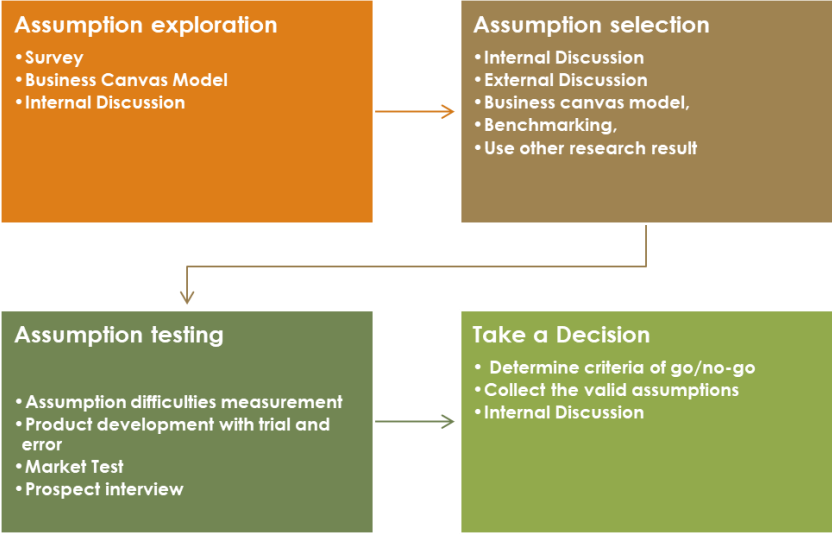 Assumption exploration
•Survey
•Business Canvas Model
•Internal Discussion
Assumption selection
•Internal Discussion
•External Discussion
•Business canvas model,
•Benchmarking,
•Use other research result
Assumption testing
•Assumption difficulties measurement
•Product development with trial and
error
•Market Test
•Prospect interview
Take a Decision
• Determine criteria of go/no-go
•Collect the valid assumptions
•Internal Discussion